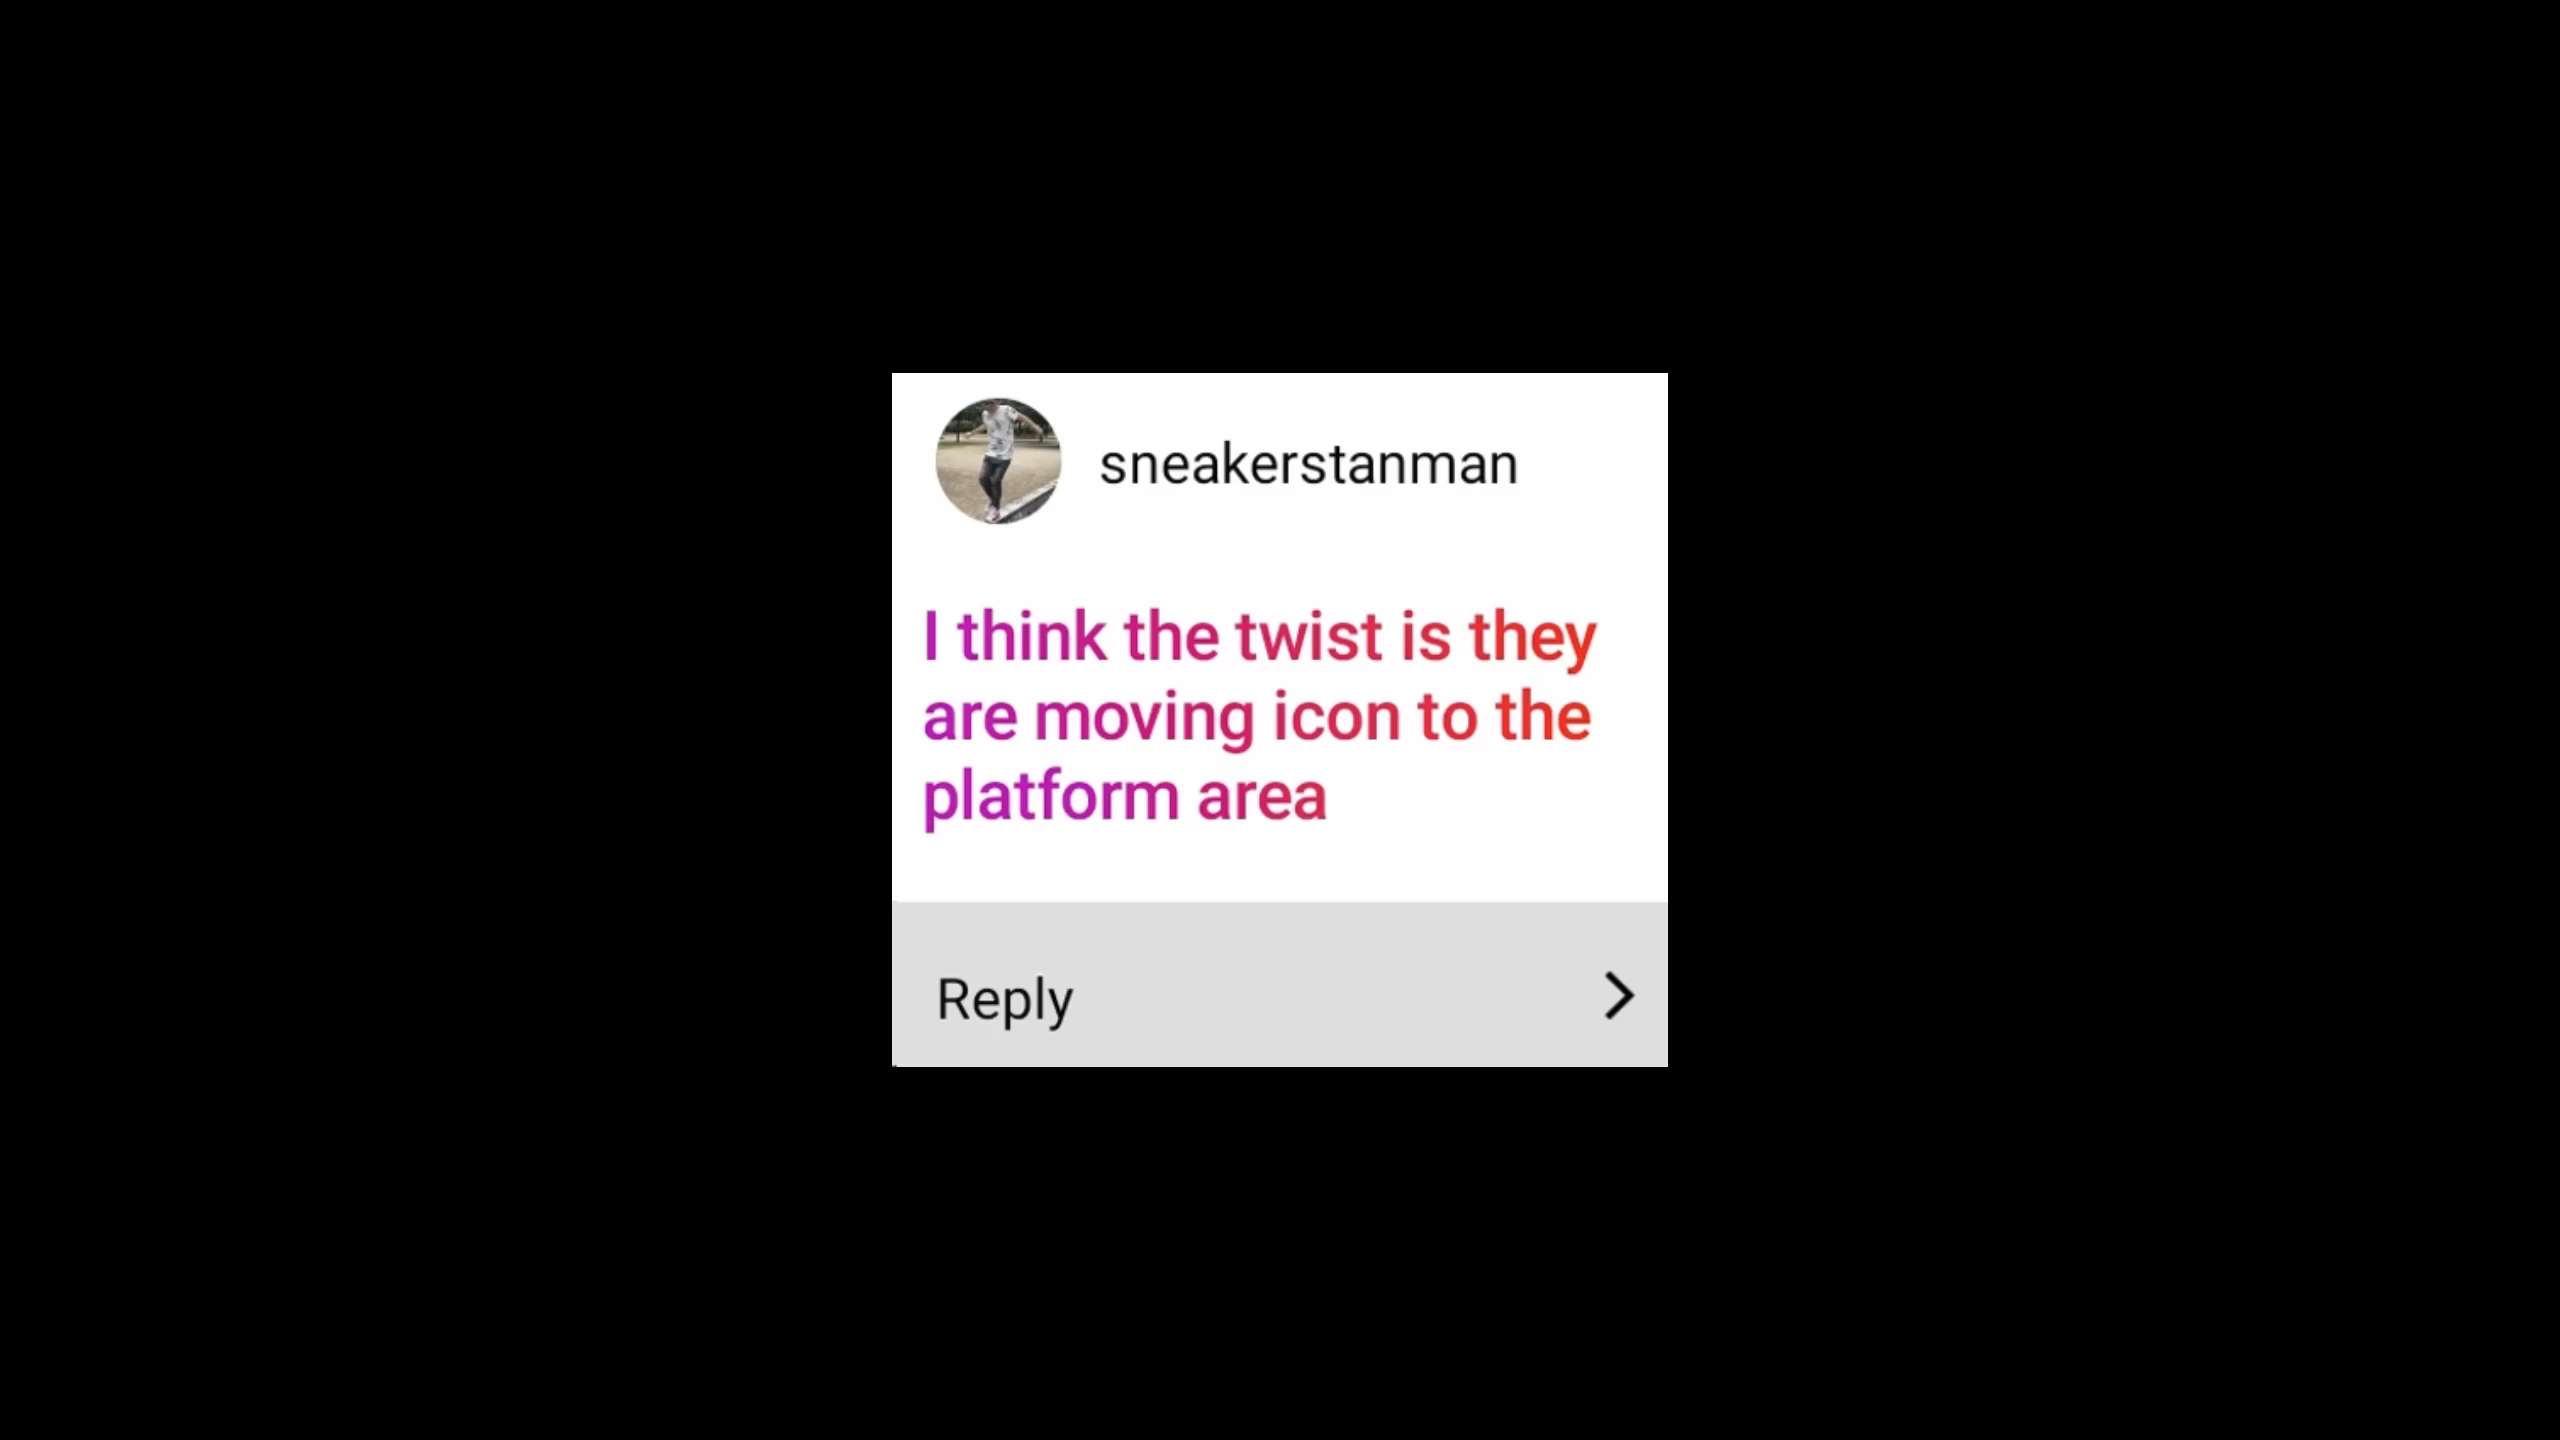 sneakerstanman
I think the twist is they
are moving icon to the
platform area
Reply